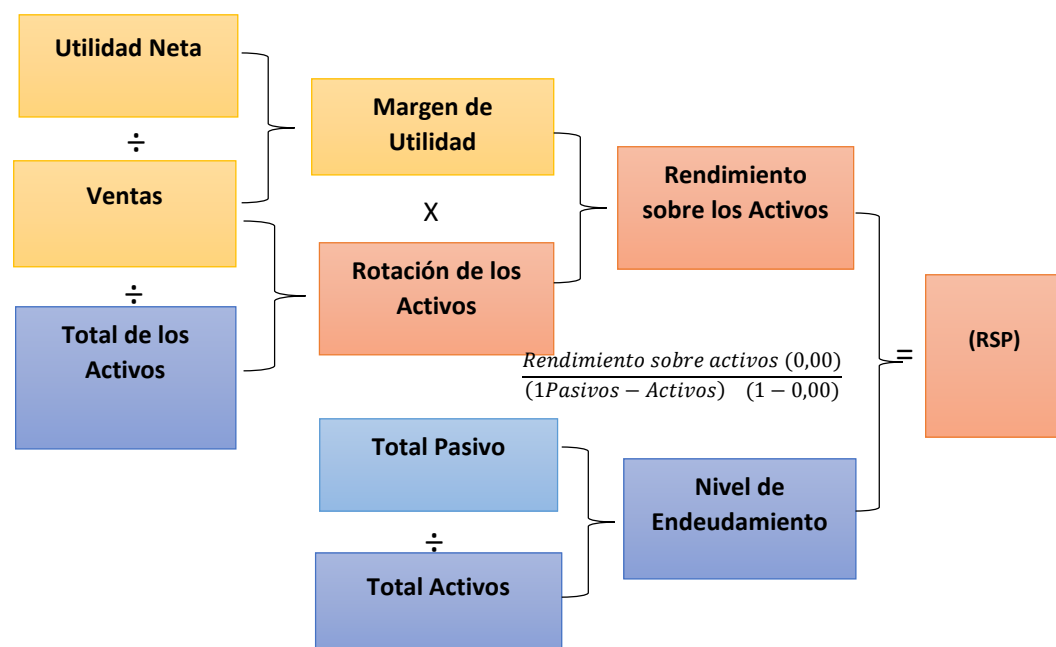 Utilidad Neta
÷
Ventas
÷
Total de los
Activos
Margen de
Utilidad
X
Rotación de los
Activos
Rendimiento
sobre los Activos
Rendimiento sobre activos (0,00)
(1Pasivos − Activos) (1 − 0,00)
=
(RSP)
Total Pasivo
÷
Total Activos
Nivel de
Endeudamiento